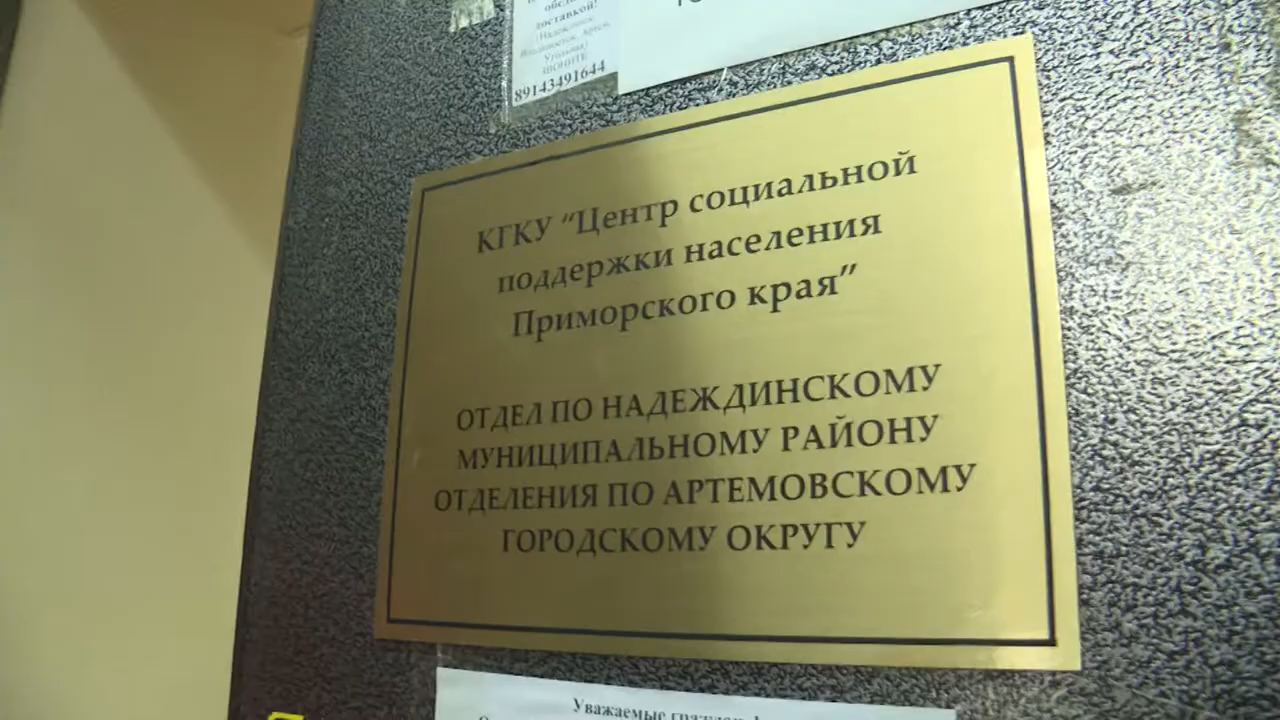 доставкой!
89143491644
КГКУ “Центр социальной
поддержки населения
Приморского края”
ОТДЕЛ ПО НАДЕЖДИНСКОМУ
МУНИЦИПАЛЬНОМУ РАЙОНУ
ОТДЕЛЕНИЯ ПО АРТЕМОВСКОМУ
ГОРОДСКОМУ ОКРУГУ
Уважаемые